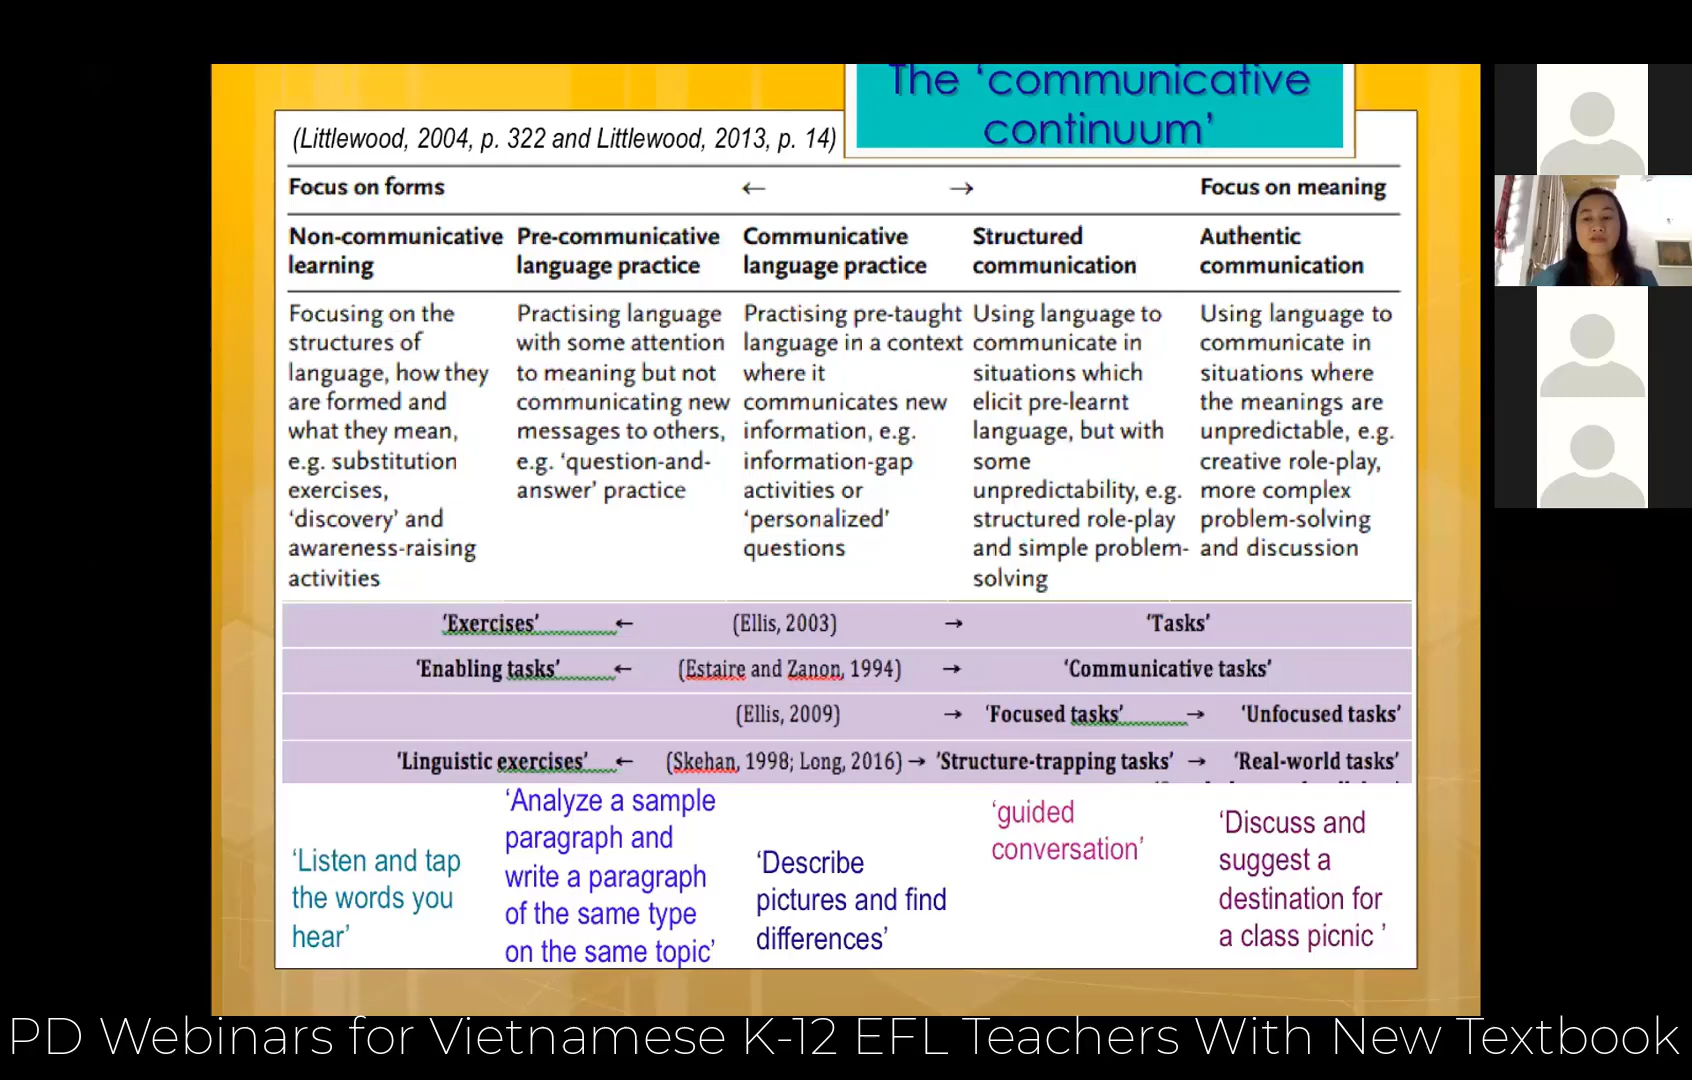 The ‘communicative
continuum’
(Littlewood, 2004, p. 322 and Littlewood, 2013, p. 14)
Focus on forms ← → Focus on meaning
Non-communicative
learning
Pre-communicative
language practice
Communicative
language practice
Structured
communication
Authentic
communication
Focusing on the
structures of
language, how they
are formed and
what they mean,
e.g. substitution
exercises,
‘discovery’ and
awareness-raising
activities
Practising language
with some attention
to meaning but not
communicating new
messages to others,
e.g. ‘question-and-
answer’ practice
Practising pre-taught
language in a context
where it
communicates new
information, e.g.
information-gap
activities or
‘personalized’
questions
Using language to
communicate in
situations which
elicit pre-learnt
language, but with
some
unpredictability, e.g.
structured role-play
and simple problem-
solving
Using language to
communicate in
situations where
the meanings are
unpredictable, e.g.
creative role-play,
more complex
problem-solving
and discussion
‘Exercises’ ← (Ellis, 2003) → ‘Tasks’
‘Enabling tasks’ ← (Estaire and Zanon, 1994) → ‘Communicative tasks’
(Ellis, 2009) → ‘Focused tasks’ → ‘Unfocused tasks’
‘Linguistic exercises’ ← (Skehan, 1998; Long, 2016) → ‘Structure-trapping tasks’ → ‘Real-world tasks’
‘Listen and tap
the words you
hear’
‘Analyze a sample
paragraph and
write a paragraph
of the same type
on the same topic’
‘Describe
pictures and find
differences’
‘guided
conversation’
‘Discuss and
suggest a
destination for
a class picnic ’
PD Webinars for Vietnamese K-12 EFL Teachers With New Textbook